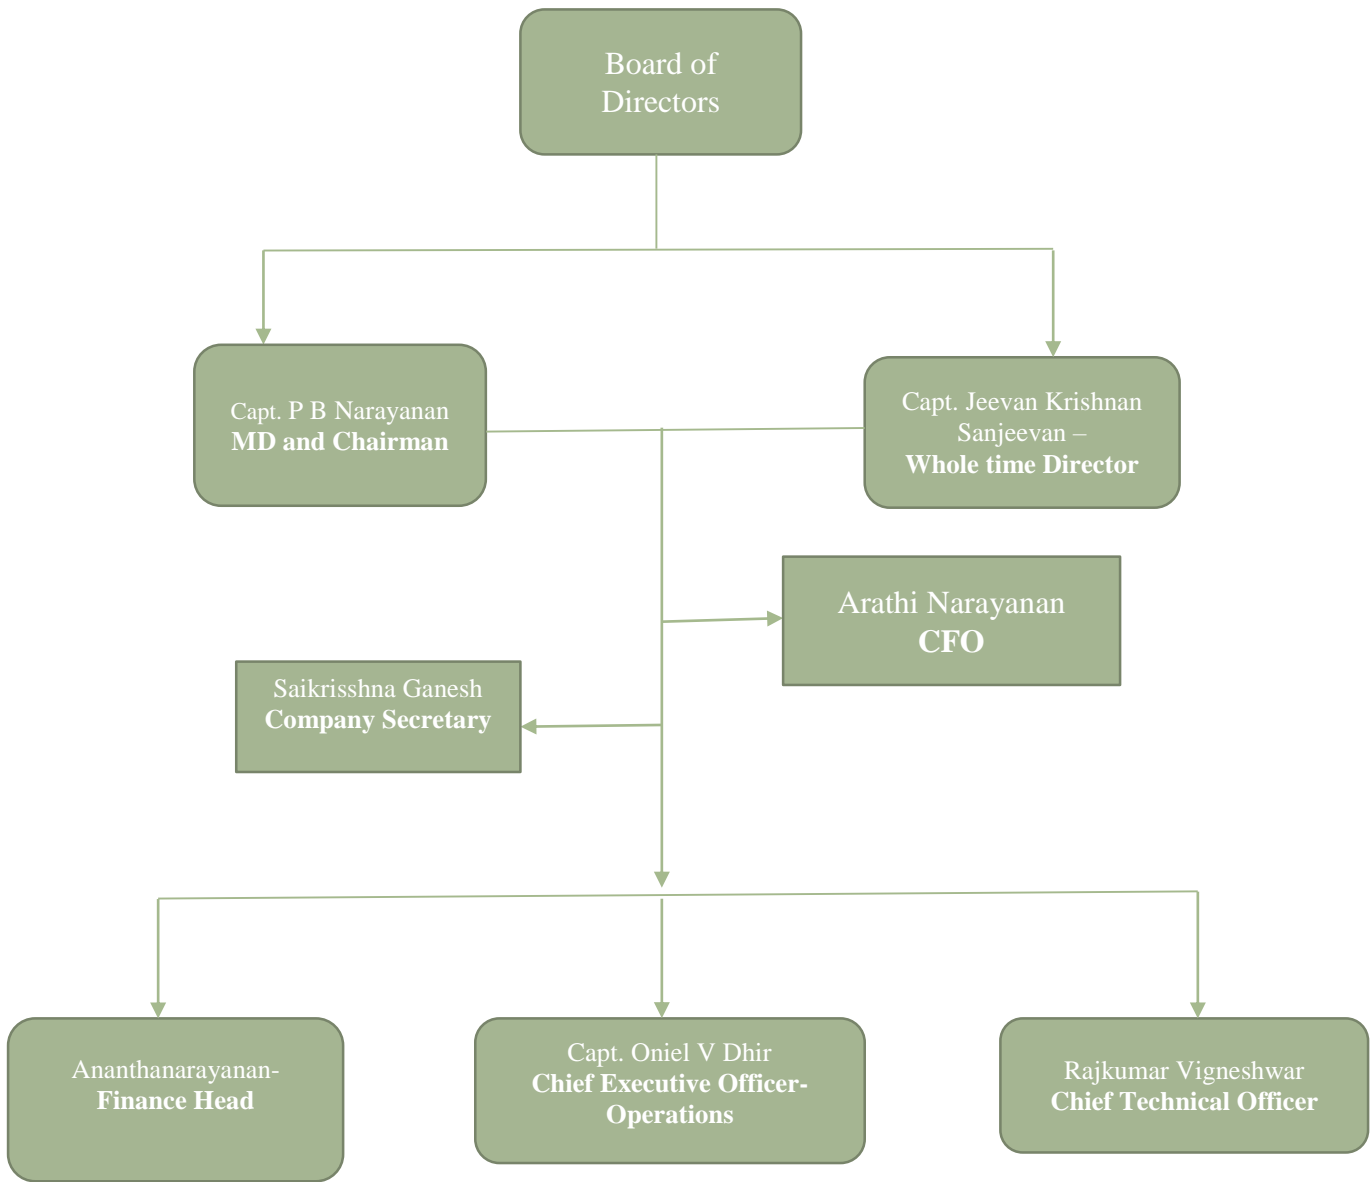 Board of
Directors
Capt. P B Narayanan
MD and Chairman
Capt. Jeevan Krishnan
Sanjeevan –
Whole time Director
Arathi Narayanan
CFO
Saikrisshna Ganesh
Company Secretary
Ananthanarayanan-
Finance Head
Capt. Oniel V Dhir
Chief Executive Officer-
Operations
Rajkumar Vigneshwar
Chief Technical Officer